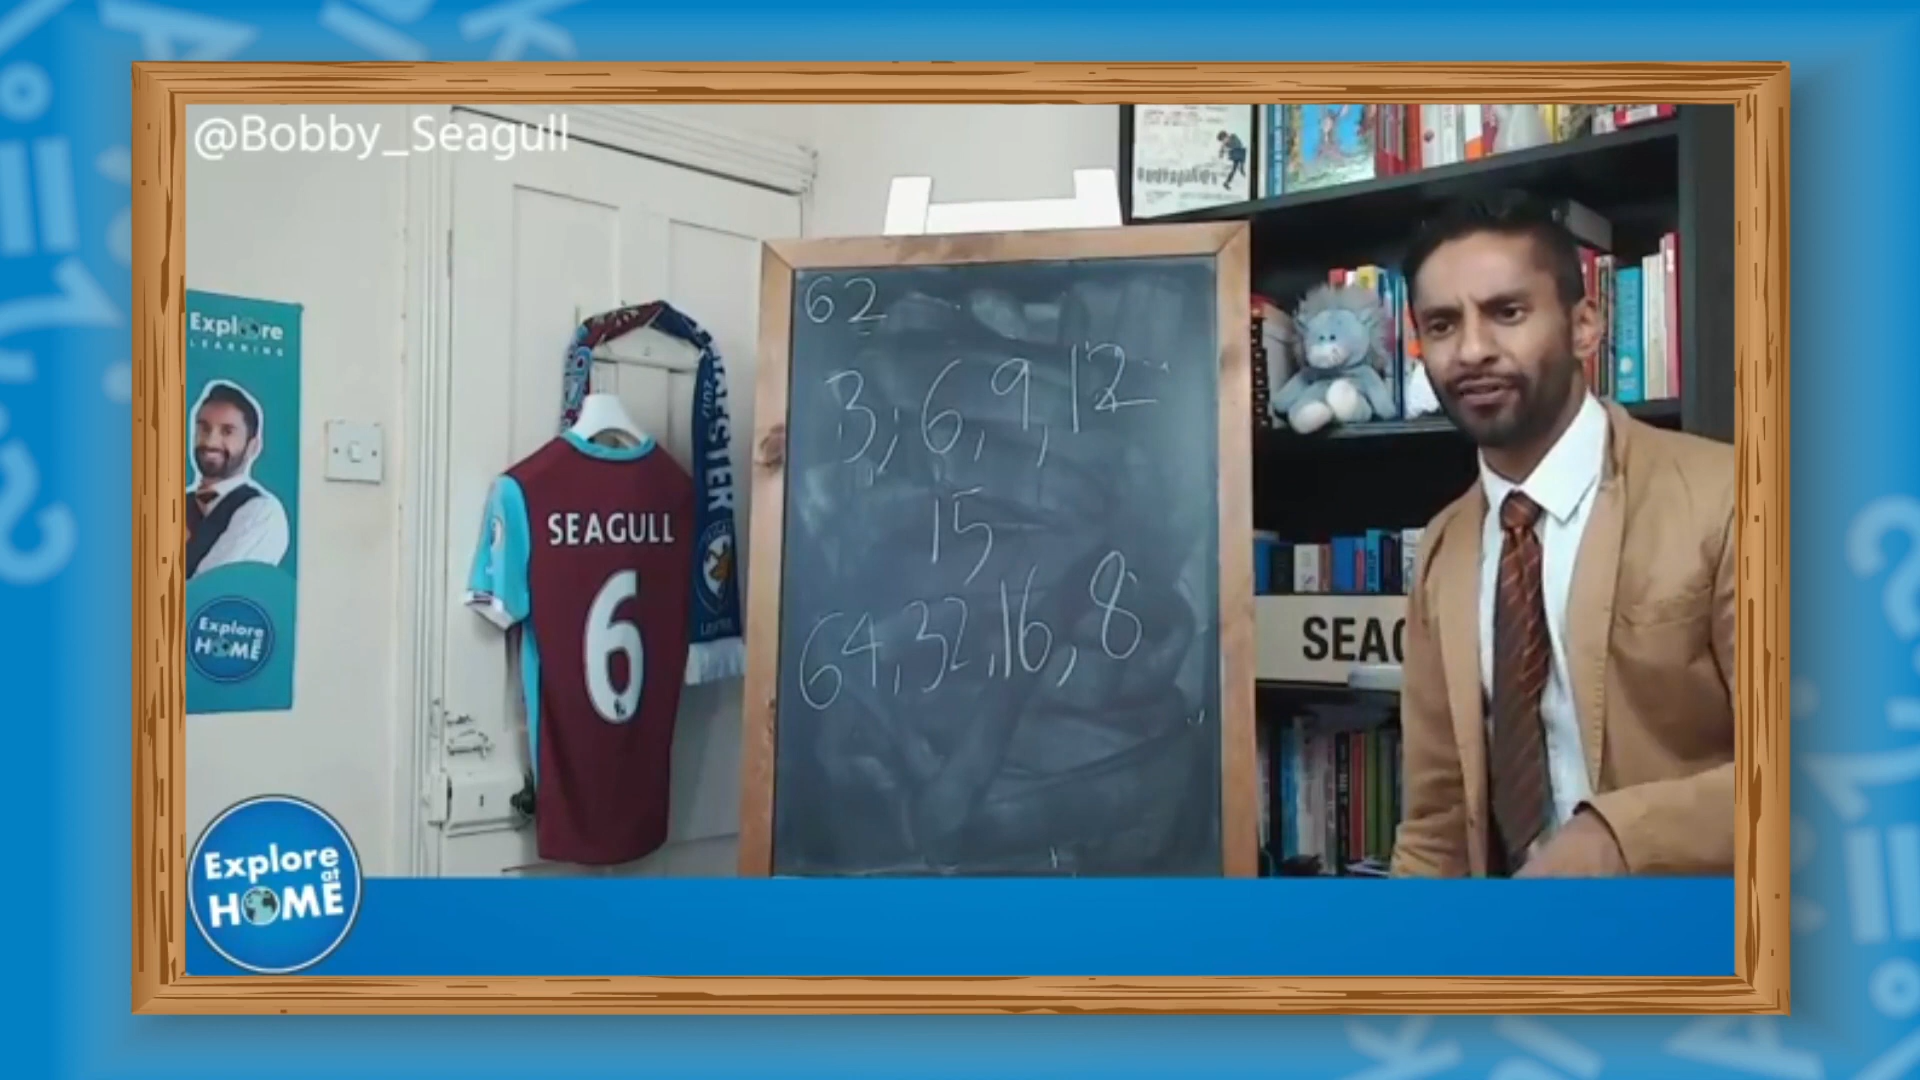 @Bobby_Seagull
Explore
LEARNING
Explore
HOME
SEAGULL
6
62
3, 6, 9, 12
15
64, 32, 16, 8
SEAG
Explore
at
HOME